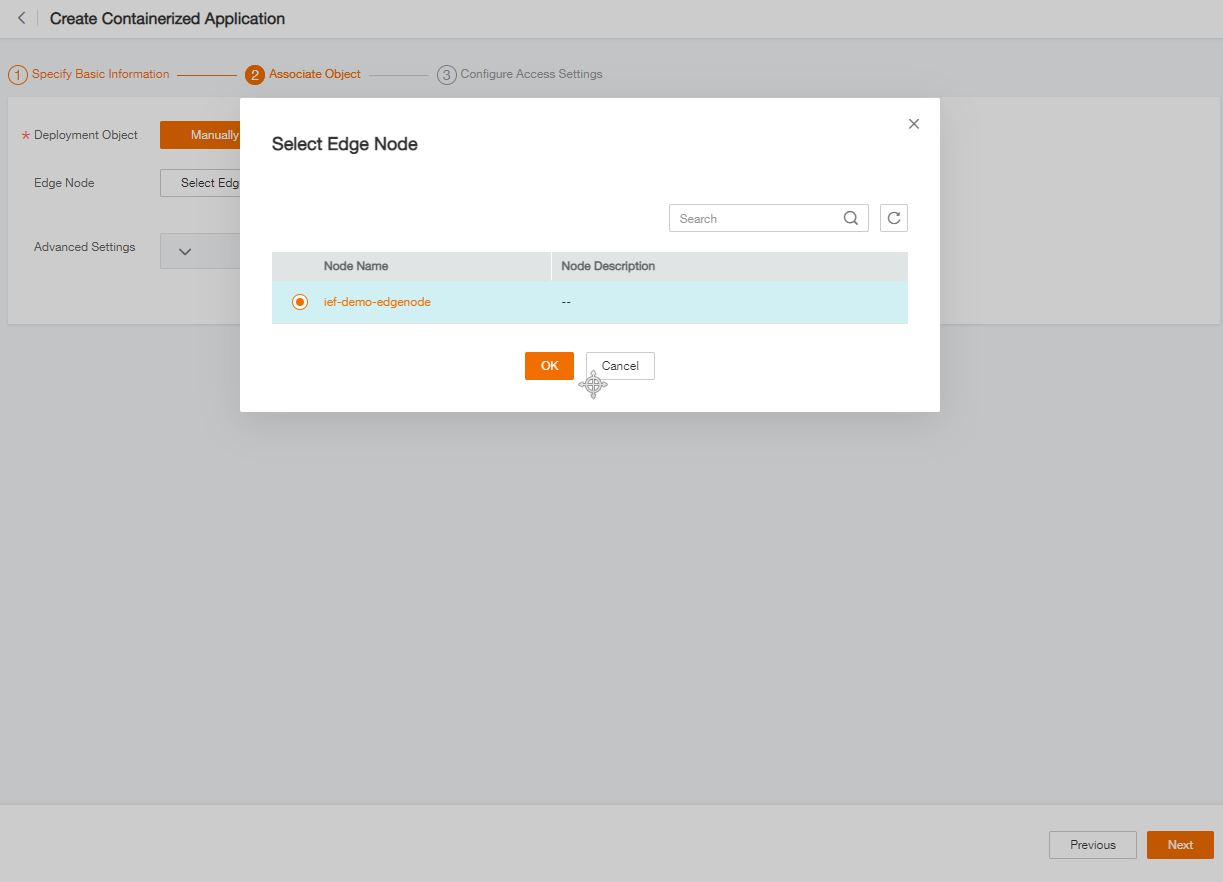 Create Containerized Application
1 Specify Basic Information 2 Associate Object 3 Configure Access Settings
* Deployment Object Manually
Edge Node Select Edg
Advanced Settings
Select Edge Node
Search
Node Name Node Description
ief-demo-edgenode --
OK Cancel
Previous Next